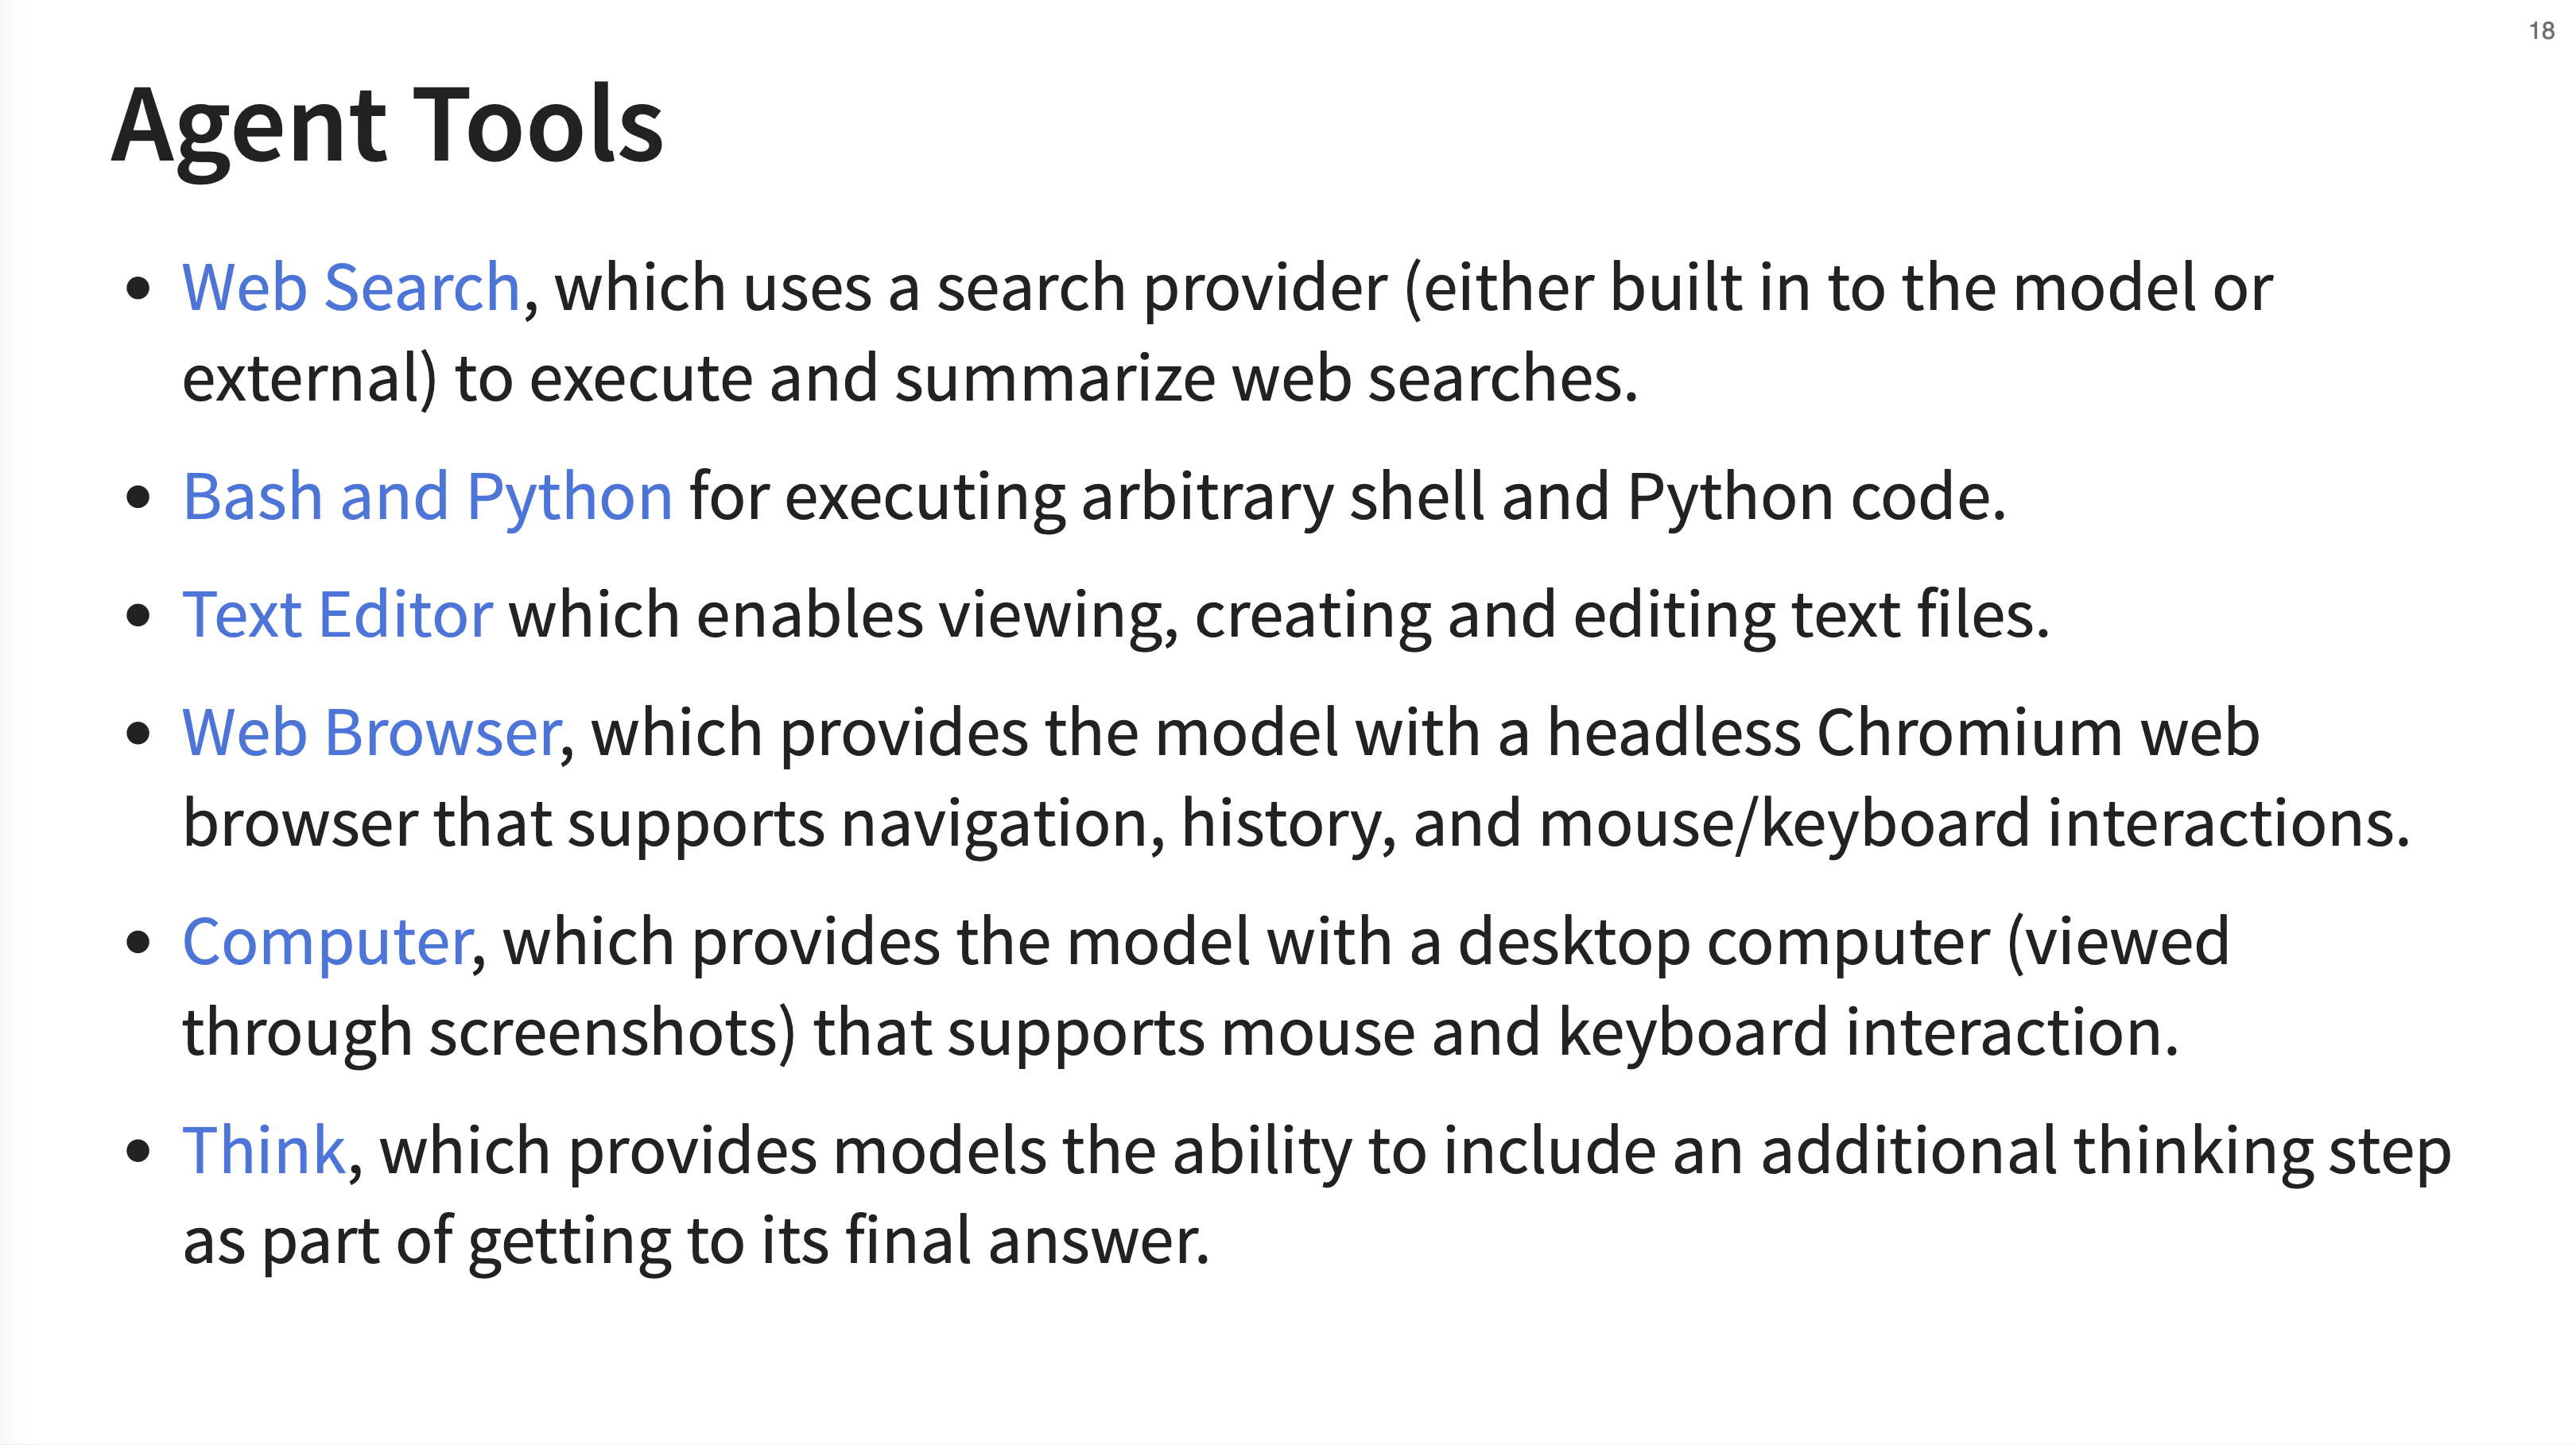 18
Agent Tools
• Web Search, which uses a search provider (either built in to the model or
external) to execute and summarize web searches.
• Bash and Python for executing arbitrary shell and Python code.
• Text Editor which enables viewing, creating and editing text files.
• Web Browser, which provides the model with a headless Chromium web
browser that supports navigation, history, and mouse/keyboard interactions.
• Computer, which provides the model with a desktop computer (viewed
through screenshots) that supports mouse and keyboard interaction.
• Think, which provides models the ability to include an additional thinking step
as part of getting to its final answer.